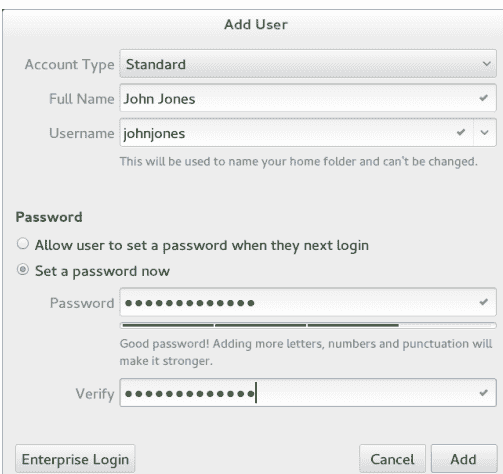 Add User
Account Type Standard
Full Name John Jones
Username johnjones
This will be used to name your home folder and can't be changed.
Password
Allow user to set a password when they next login
Set a password now
Password ●●●●●●●●●●●●●
Good password! Adding more letters, numbers and punctuation will
make it stronger.
Verify ●●●●●●●●●●●●●
Enterprise Login Cancel Add